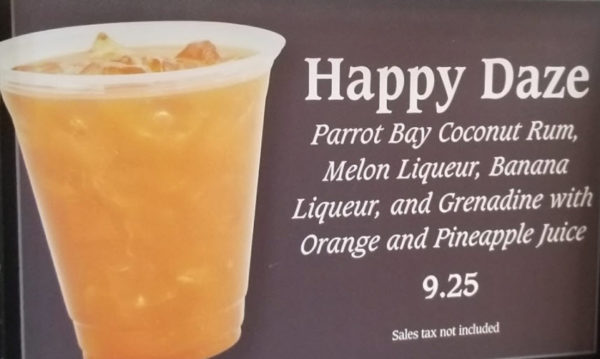 Happy Daze
Parrot Bay Coconut Rum,
Melon Liqueur, Banana
Liqueur, and Grenadine with
Orange and Pineapple Juice
9.25
Sales tax not included